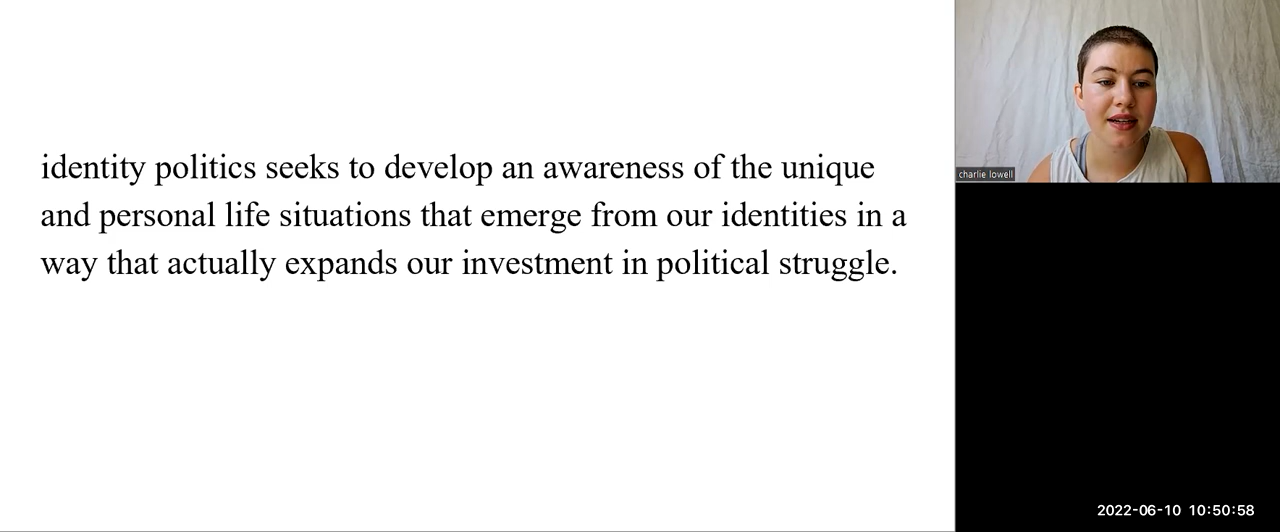 identity politics seeks to develop an awareness of the unique
and personal life situations that emerge from our identities in a
way that actually expands our investment in political struggle.
charlie lowell
2022-06-10 10:50:58